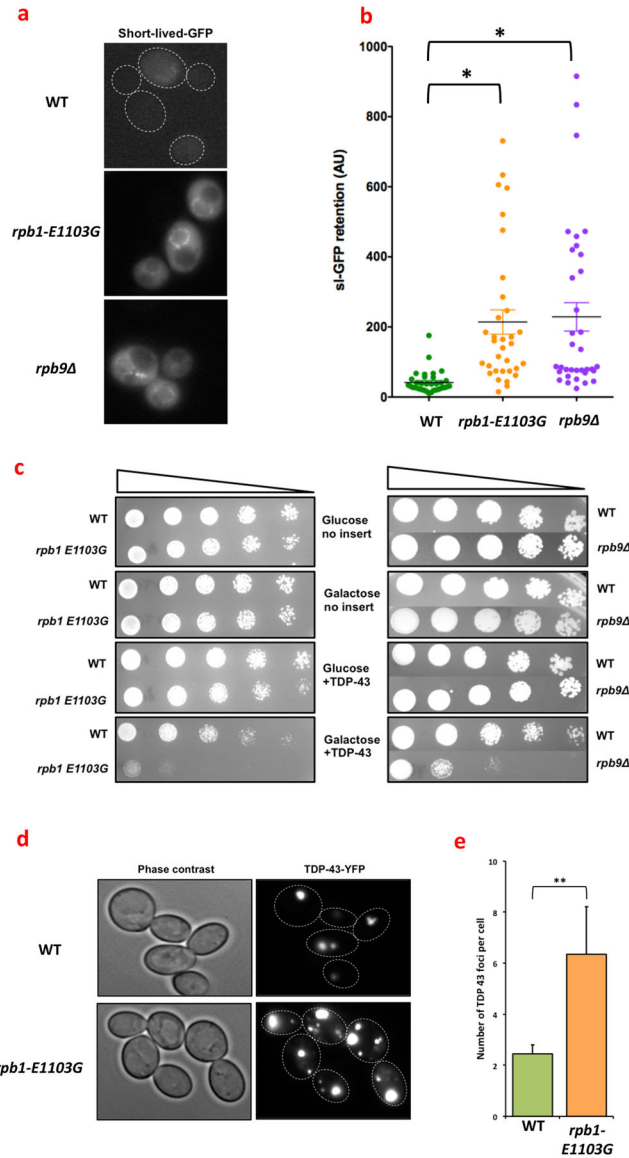 a
Short-lived-GFP
WT
rpb1-E1103G
rpb9Δ
b
sl-GFP retention (AU)
1000
800
600
400
200
0
*
*
WT
rpb1-E1103G
rpb9Δ
c
WT
rpb1 E1103G
Glucose
no insert
WT
rpb9Δ
WT
rpb1 E1103G
Galactose
no insert
WT
rpb9Δ
WT
rpb1 E1103G
Glucose
+TDP-43
WT
rpb9Δ
WT
rpb1 E1103G
Galactose
+TDP-43
WT
rpb9Δ
d
Phase contrast
TDP-43-YFP
WT
rpb1-E1103G
e
Number of TDP 43 foci per cell
10
8
6
4
2
0
**
WT
rpb1-
E1103G